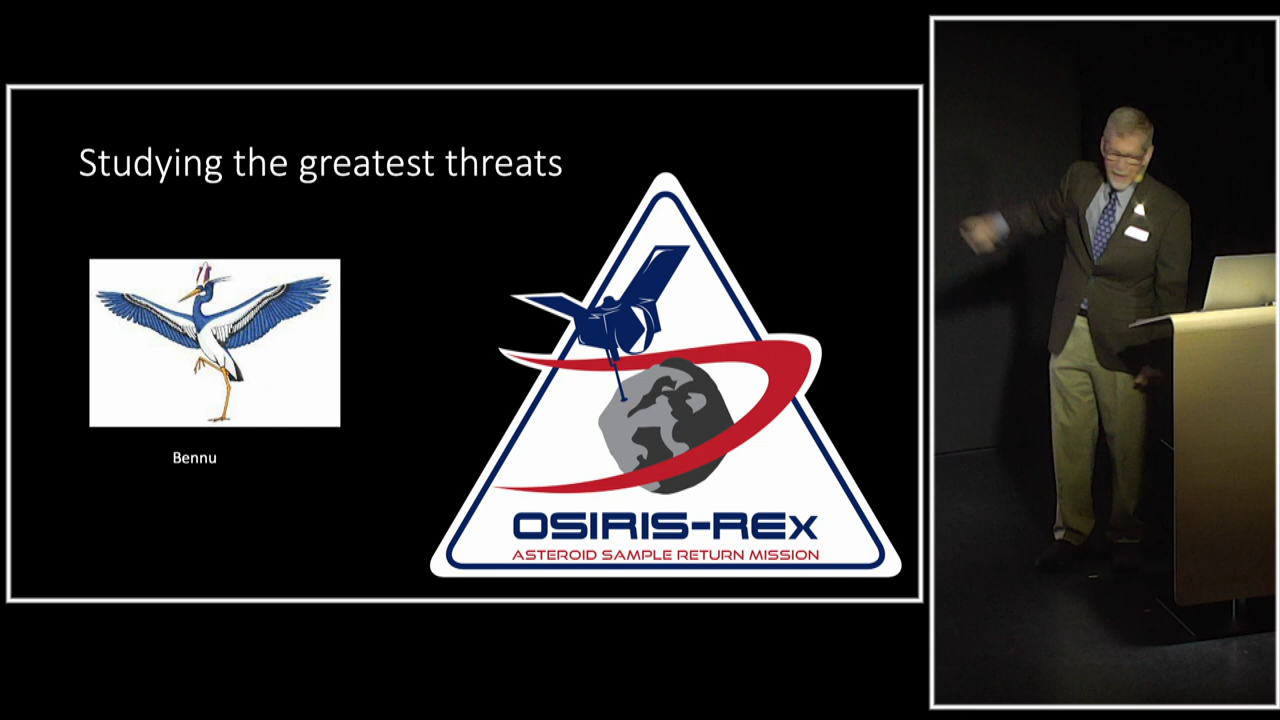 Studying the greatest threats
Bennu
OSIRIS-REx
ASTEROID SAMPLE RETURN MISSION